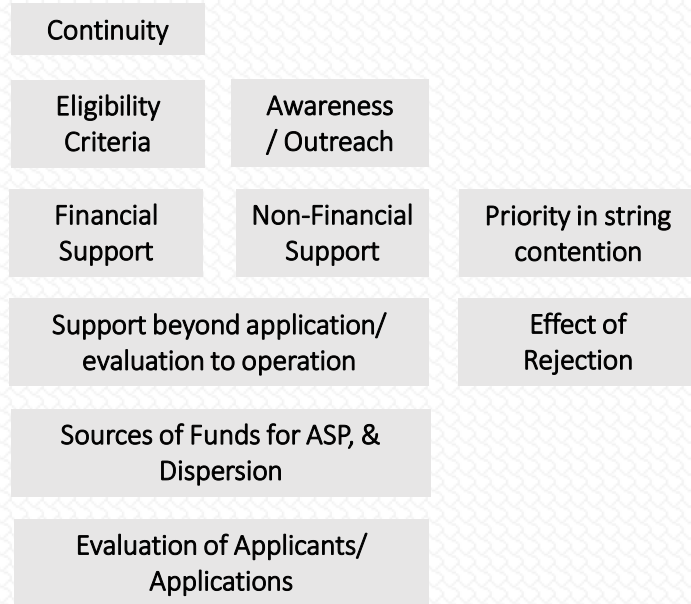 Continuity
Eligibility
Criteria
Awareness
/ Outreach
Financial
Support
Non-Financial
Support
Priority in string
contention
Support beyond application/
evaluation to operation
Effect of
Rejection
Sources of Funds for ASP, &
Dispersion
Evaluation of Applicants/
Applications